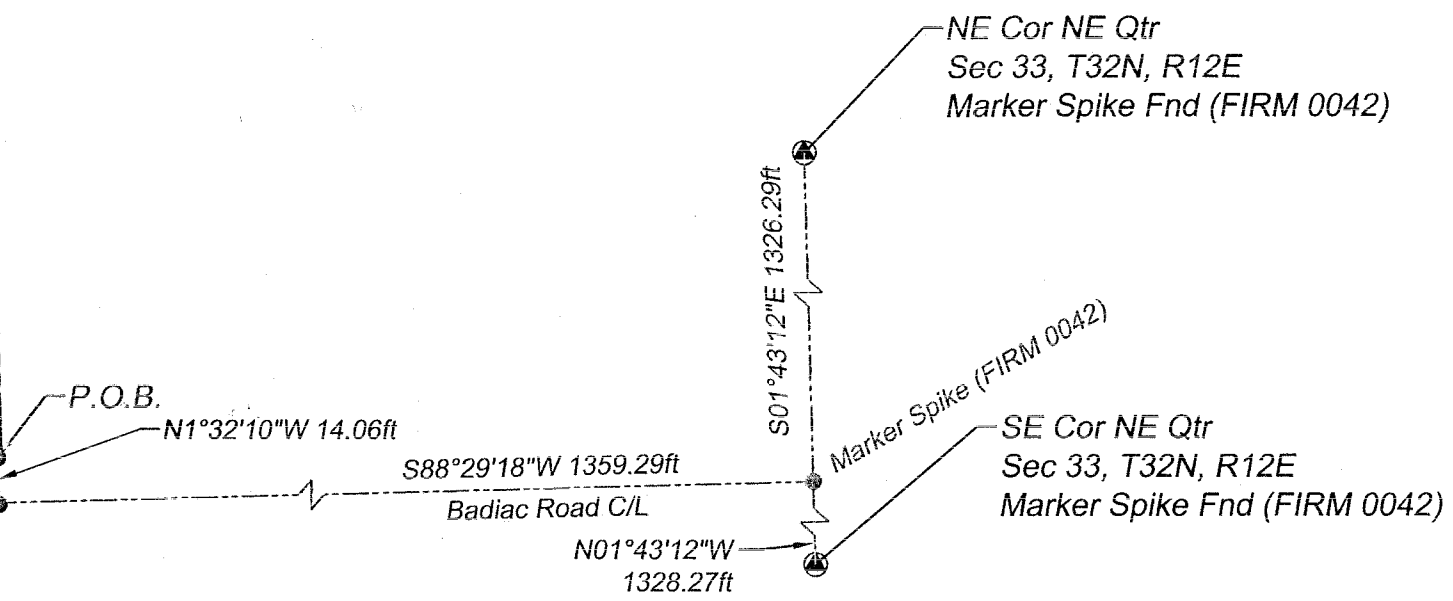 NE Cor NE Qtr
Sec 33, T32N, R12E
Marker Spike Fnd (FIRM 0042)
S01°43'12"E 1326.29ft
Marker Spike (FIRM 0042)
P.O.B.
N1°32'10"W 14.06ft
S88°29'18"W 1359.29ft
Badiac Road C/L
SE Cor NE Qtr
Sec 33, T32N, R12E
Marker Spike Fnd (FIRM 0042)
N01°43'12"W
1328.27ft